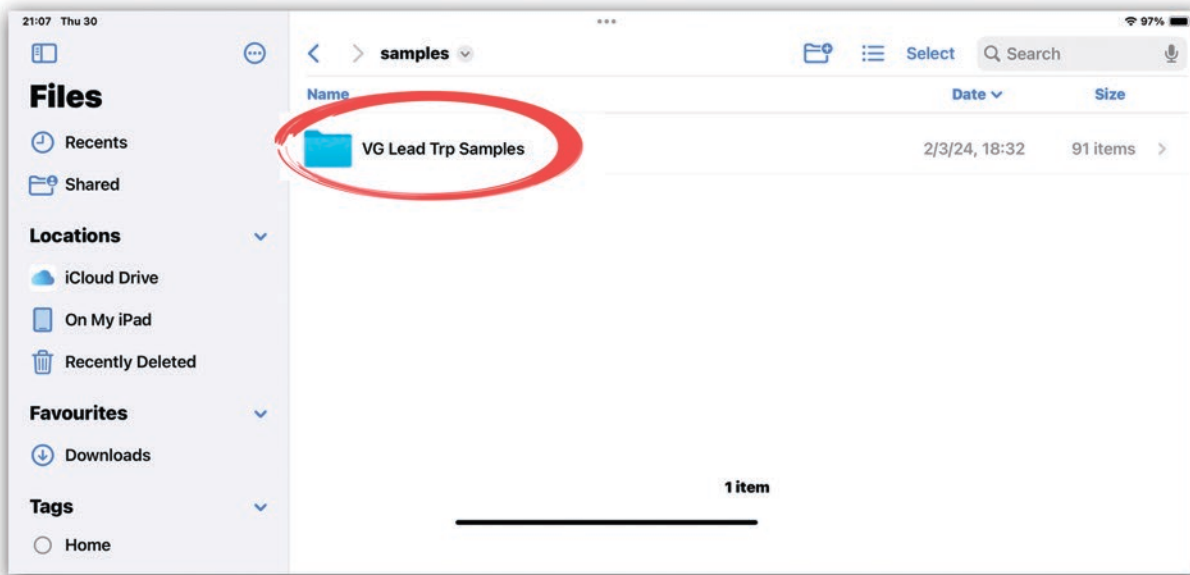 21:07 Thu 30
97%
Files
Recents
Shared
Locations
iCloud Drive
On My iPad
Recently Deleted
Favourites
Downloads
Tags
Home
samples
Select
Search
Name
Date
Size
VG Lead Trp Samples
2/3/24, 18:32
91 items
1 item